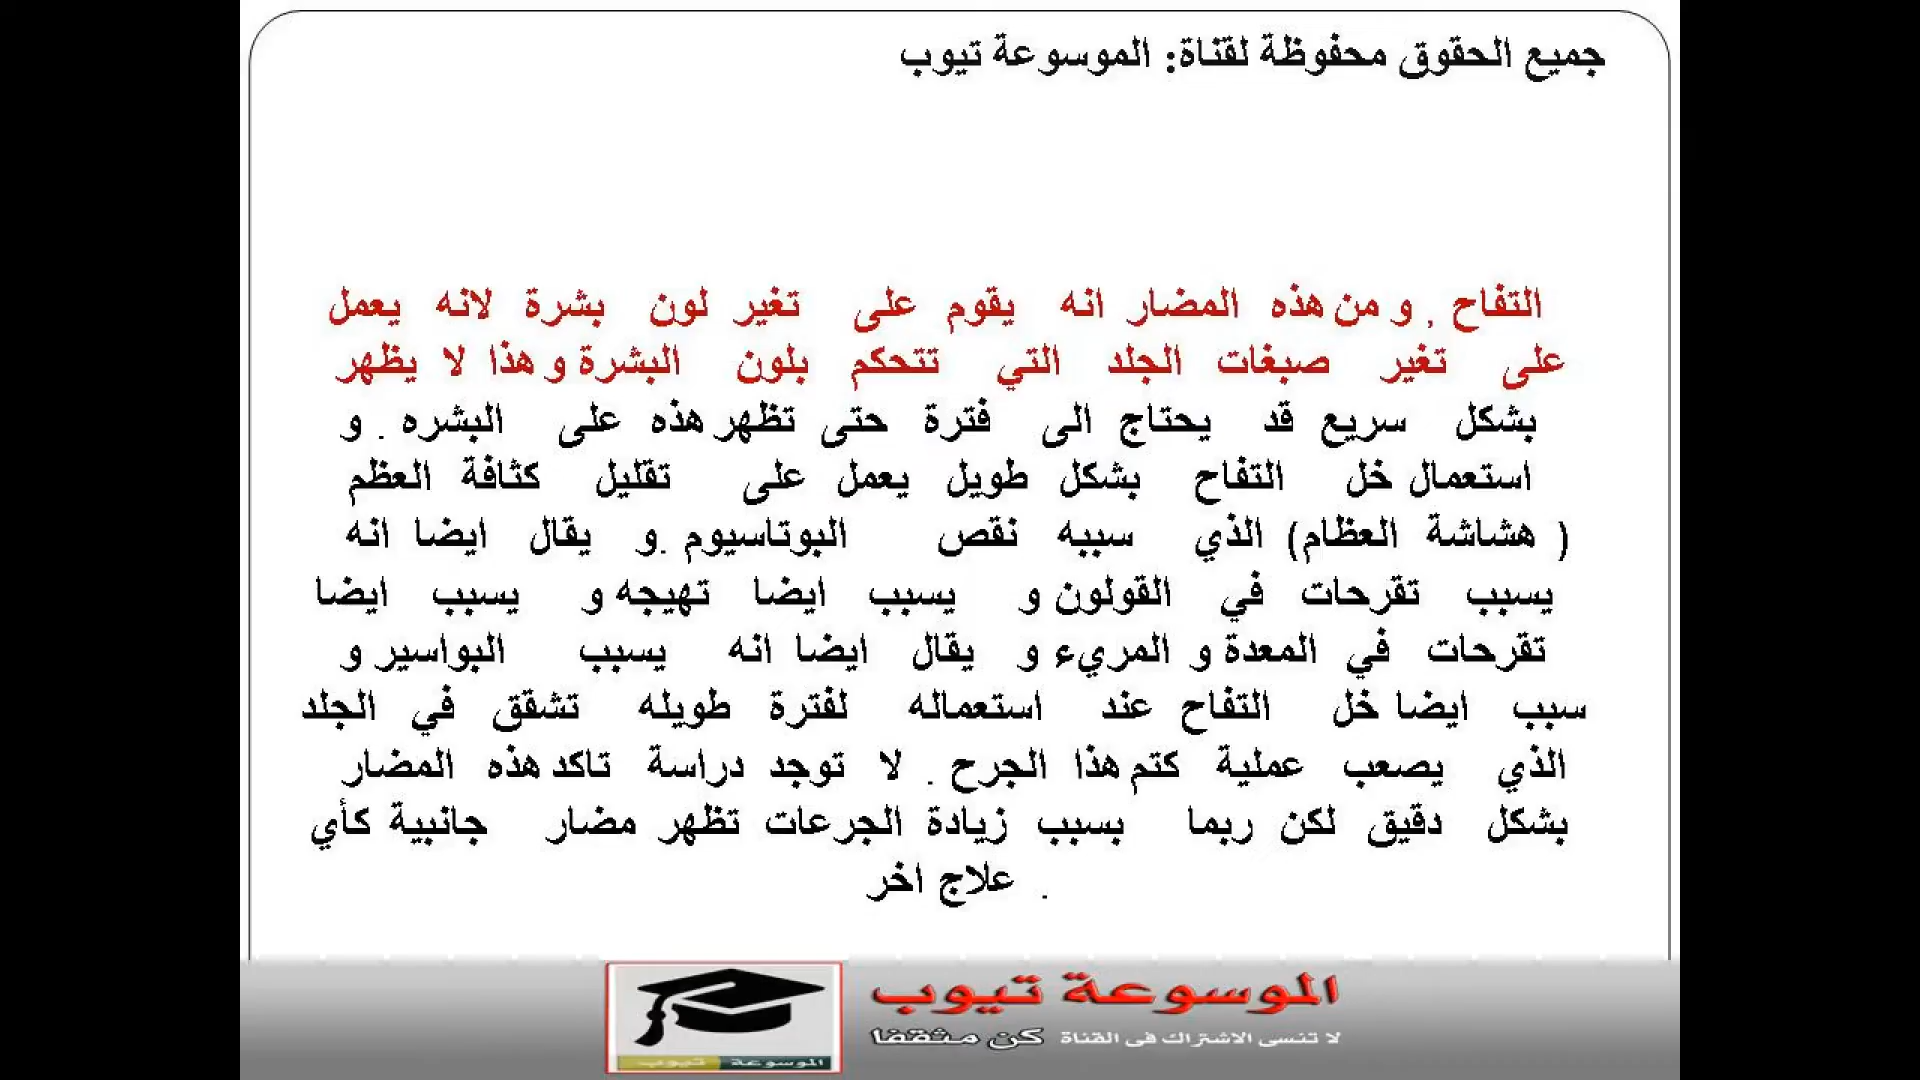 جميع الحقوق محفوظة لقناة: الموسوعة تيوب
التفاح , و من هذه المضار انه يقوم على تغير لون بشرة لانه يعمل
على تغير صبغات الجلد التي تتحكم بلون البشرة و هذا لا يظهر
بشكل سريع قد يحتاج الى فترة حتى تظهر هذه على البشره . و
استعمال خل التفاح بشكل طويل يعمل على تقليل كثافة العظم
( هشاشة العظام) الذي سببه نقص البوتاسيوم .و يقال ايضا انه
يسبب تقرحات في القولون و يسبب ايضا تهيجه و يسبب ايضا
تقرحات في المعدة و المريء و يقال ايضا انه يسبب البواسير و
سبب ايضا خل التفاح عند استعماله لفترة طويله تشقق في الجلد
الذي يصعب عملية كتم هذا الجرح . لا توجد دراسة تاكد هذه المضار
بشكل دقيق لكن ربما بسبب زيادة الجرعات تظهر مضار جانبية كأي
. علاج اخر
الموسوعة تيوب
لا تنسى الاشتراك في القناة كن مثقفا
الموسوعة تيوب